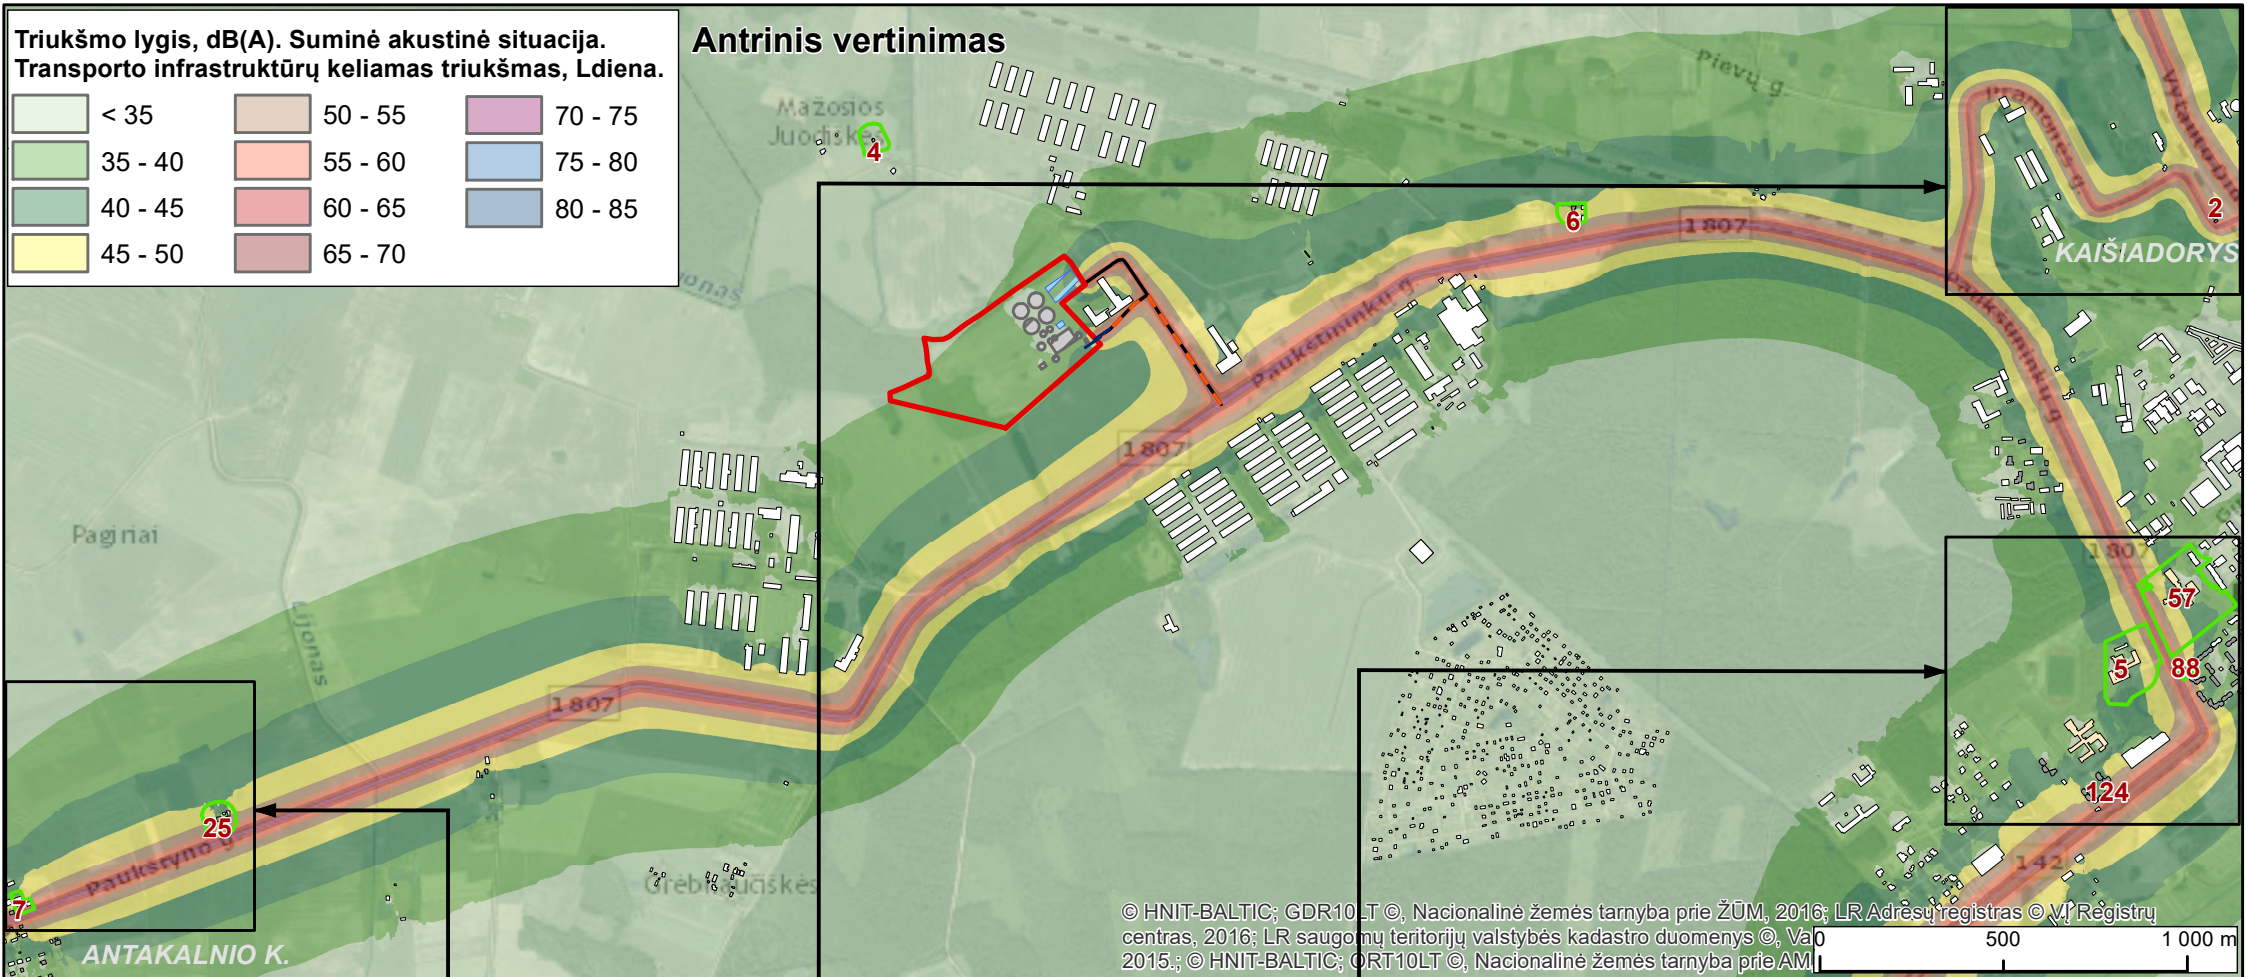 Triukšmo lygis, dB(A). Suminė akustinė situacija.
Transporto infrastruktūrų keliamas triukšmas, Ldiena.
< 35
35 - 40
40 - 45
45 - 50
50 - 55
55 - 60
60 - 65
65 - 70
70 - 75
75 - 80
80 - 85
Antrinis vertinimas
Mažosios
Juodiškės
4
Pievų g.
Pramonės g.
2
KAIŠIADORYS
6
1807
Paukštininkų g.
Paukštininkų g.
1807
1807
Pagiriai
Lijonas
1807
57
5
88
124
142
25
Paukštyno g.
7
ANTAKALNIO K.
© HNIT-BALTIC; GDR10LT ©, Nacionalinė žemės tarnyba prie ŽŪM, 2016; LR Adresų registras © VĮ Registrų
centras, 2016; LR saugomų teritorijų valstybės kadastro duomenys ©, Va
2015.; © HNIT-BALTIC; ORT10LT ©, Nacionalinė žemės tarnyba prie AM,
0 500 1 000 m